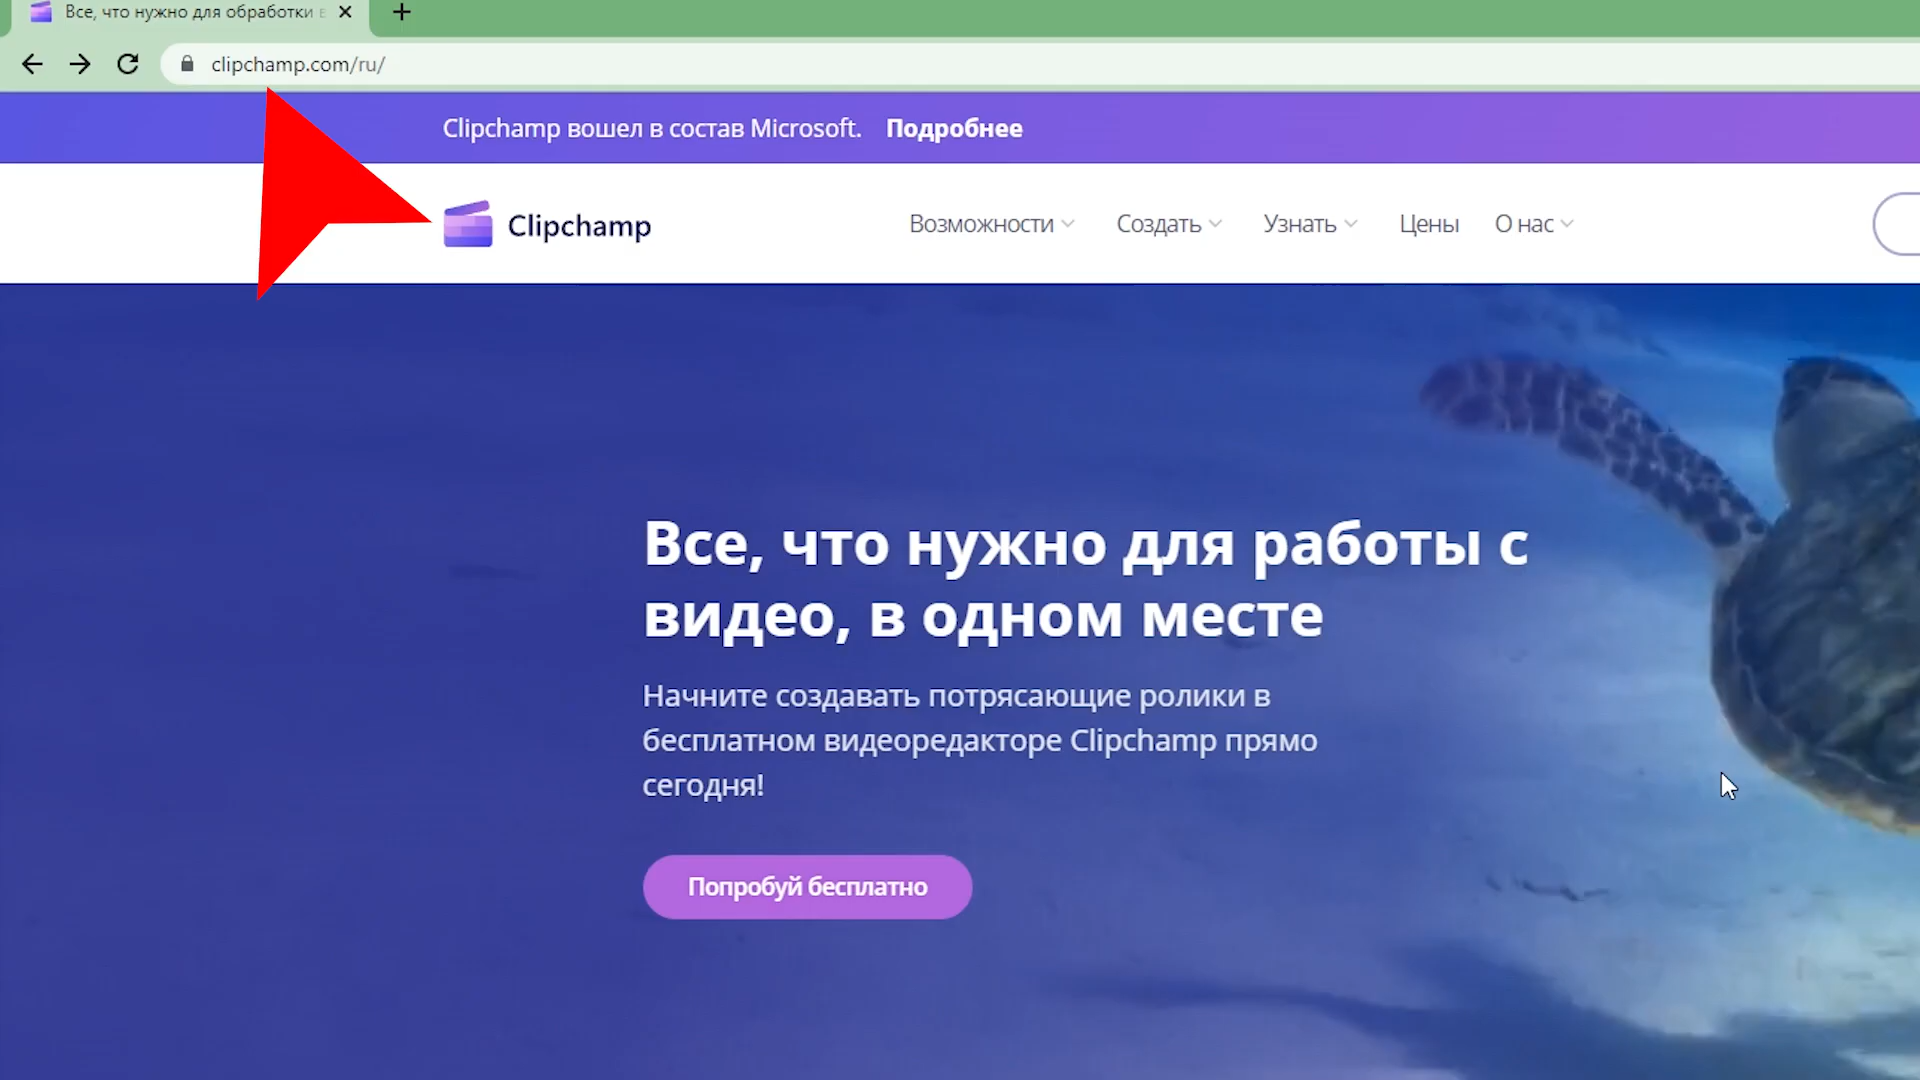 Все, что нужно для обработки в
clipchamp.com/ru/
Clipchamp вошел в состав Microsoft. Подробнее
Clipchamp
Возможности Создать Узнать Цены О нас
Все, что нужно для работы с
видео, в одном месте
Начните создавать потрясающие ролики в
бесплатном видеоредакторе Clipchamp прямо
сегодня!
Попробуй бесплатно